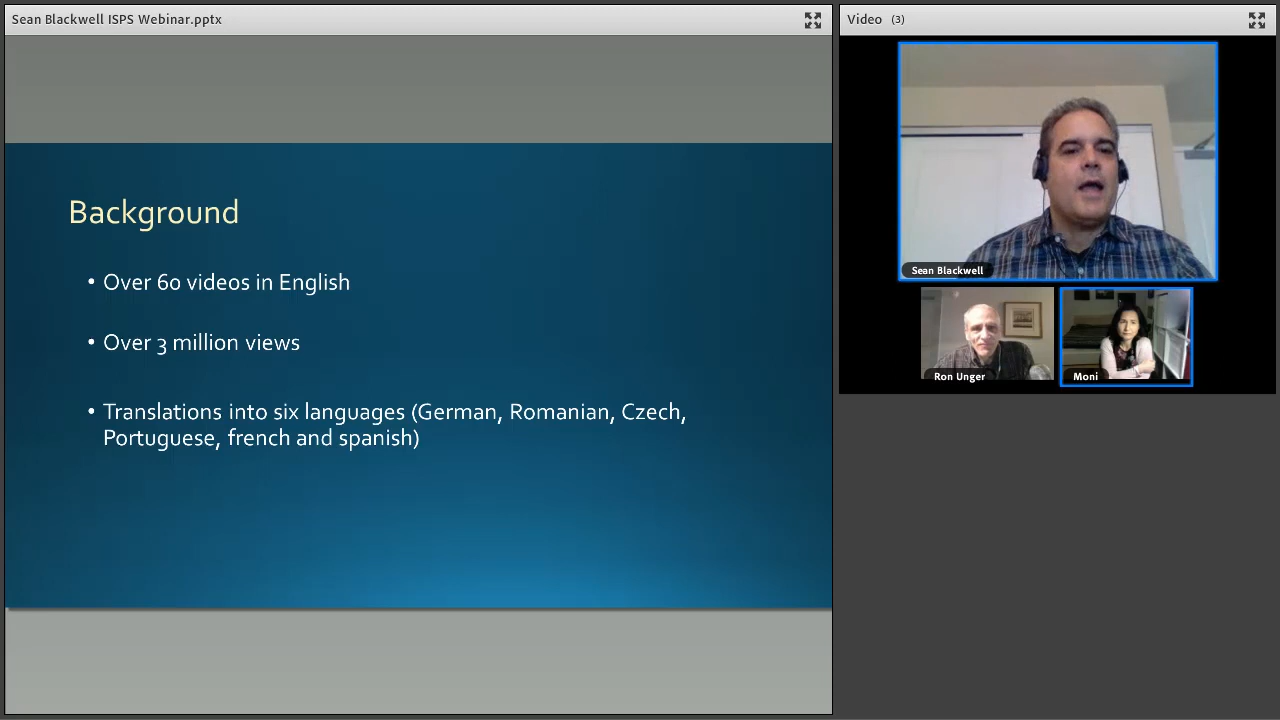 Sean Blackwell ISPS Webinar.pptx
Video (3)
Background
• Over 60 videos in English
• Over 3 million views
• Translations into six languages (German, Romanian, Czech,
Portuguese, french and spanish)
Sean Blackwell
Ron Unger
Moni